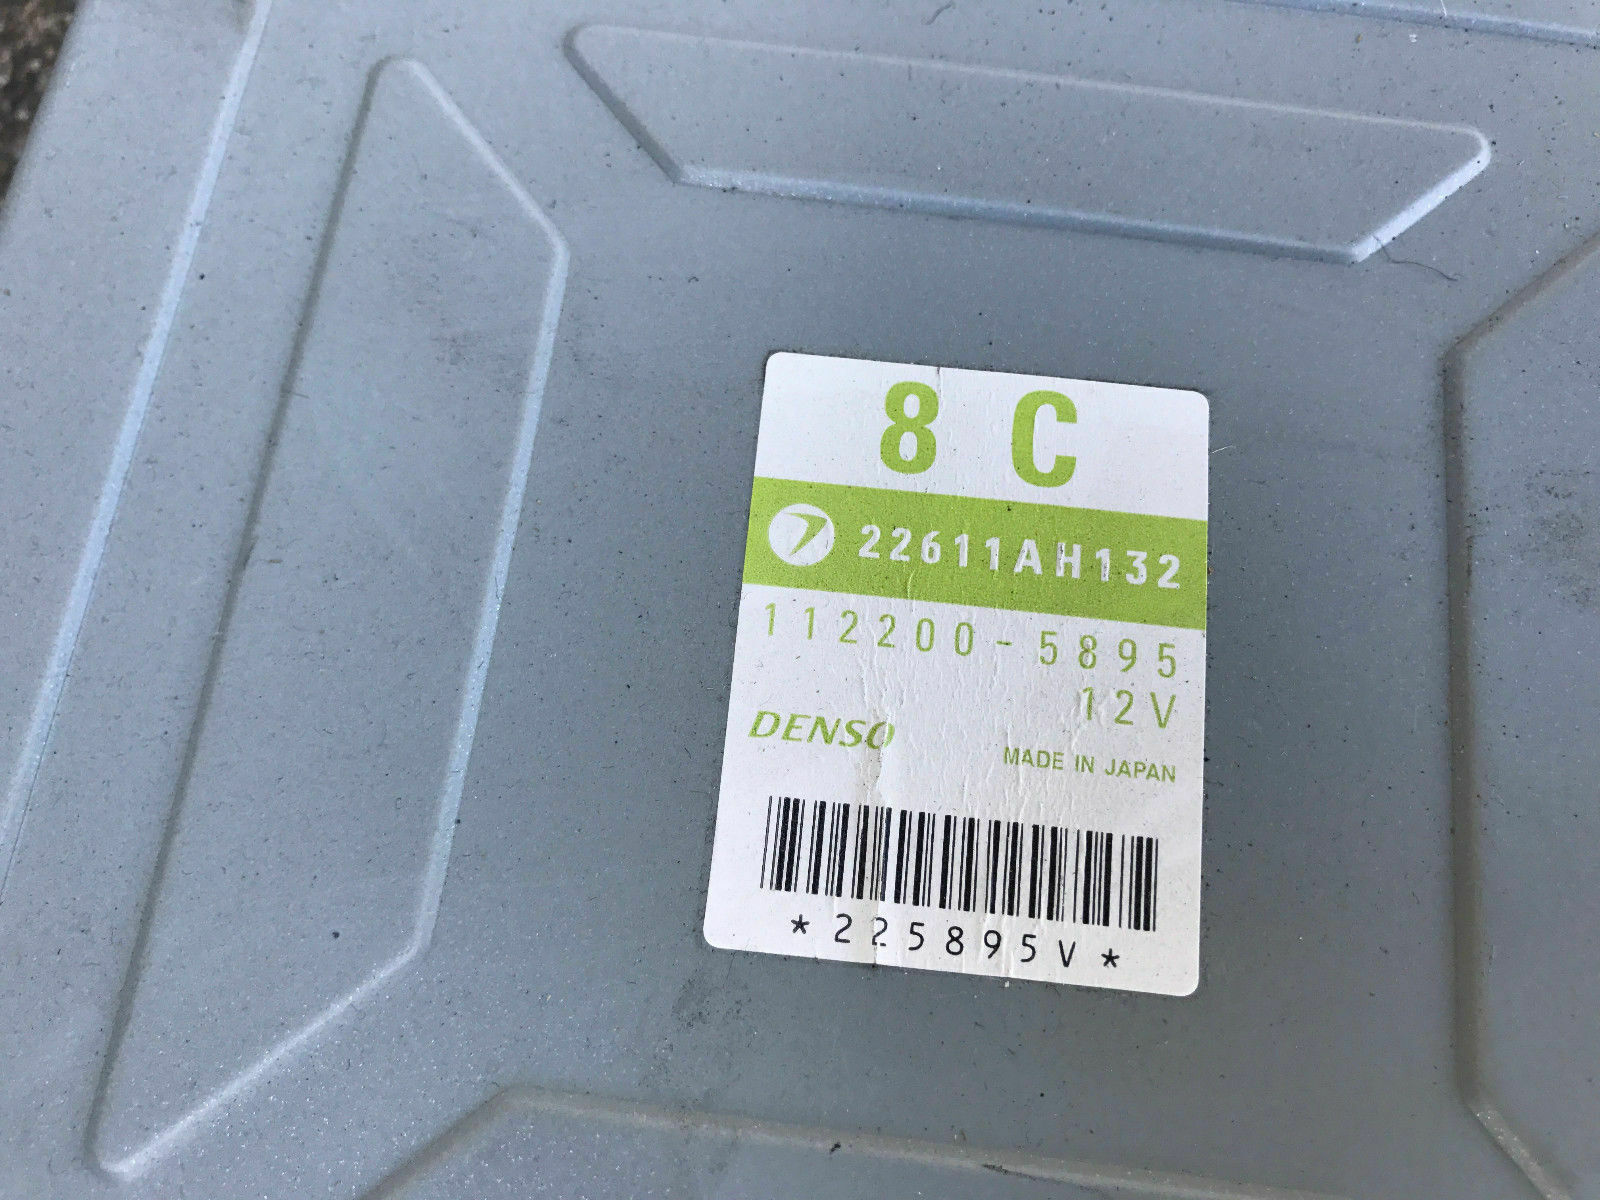 8 C
22611AH132
112200-5895
12V
DENSO
MADE IN JAPAN
*225895V*